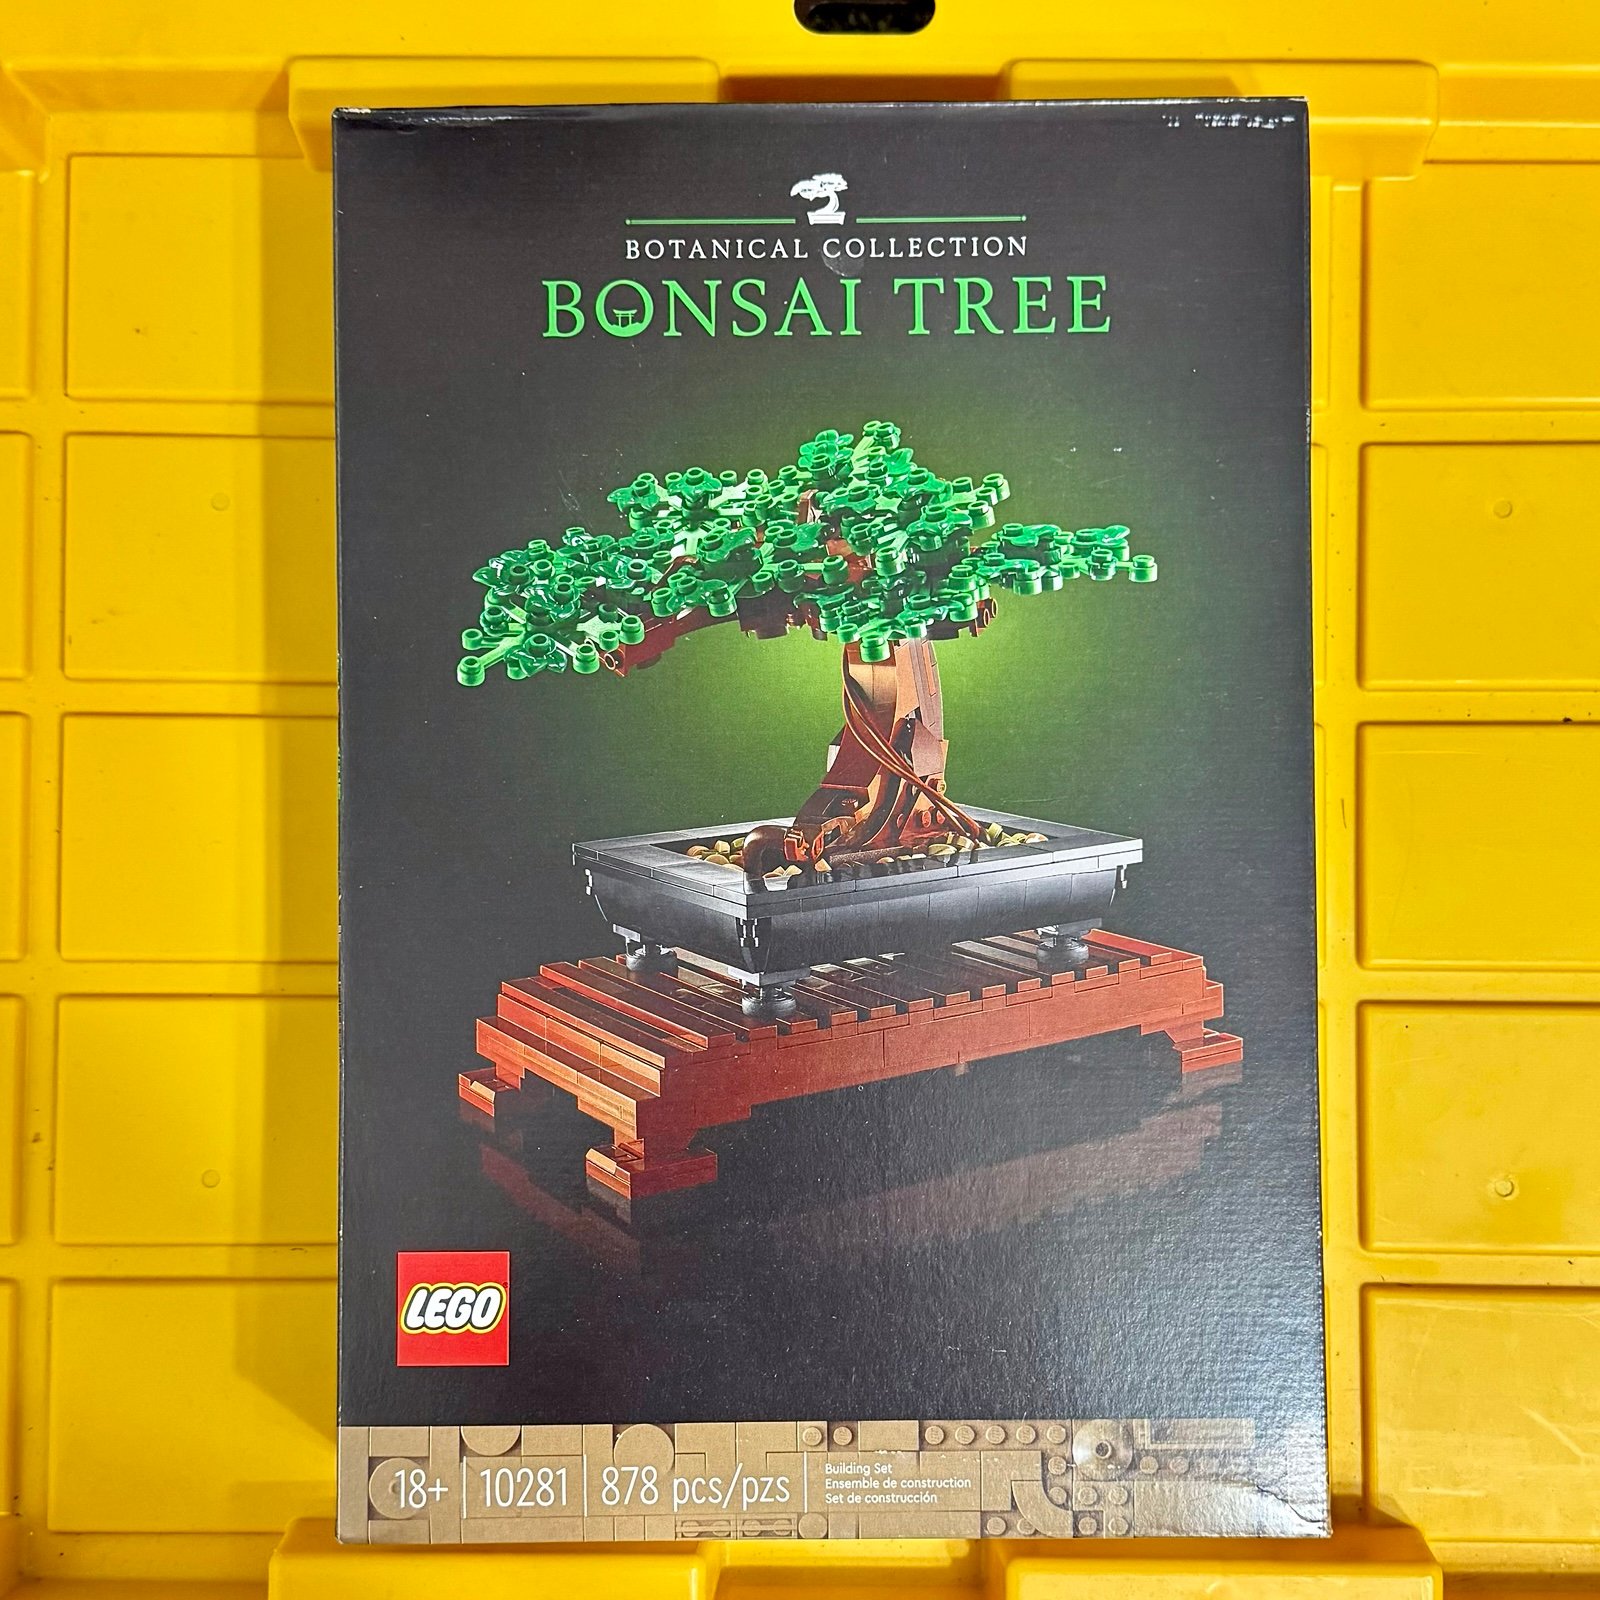 BOTANICAL COLLECTION
BONSAI TREE
LEGO®
18+ 10281 878 pcs/pzs
Building Set
Ensemble de construction
Set de construcción